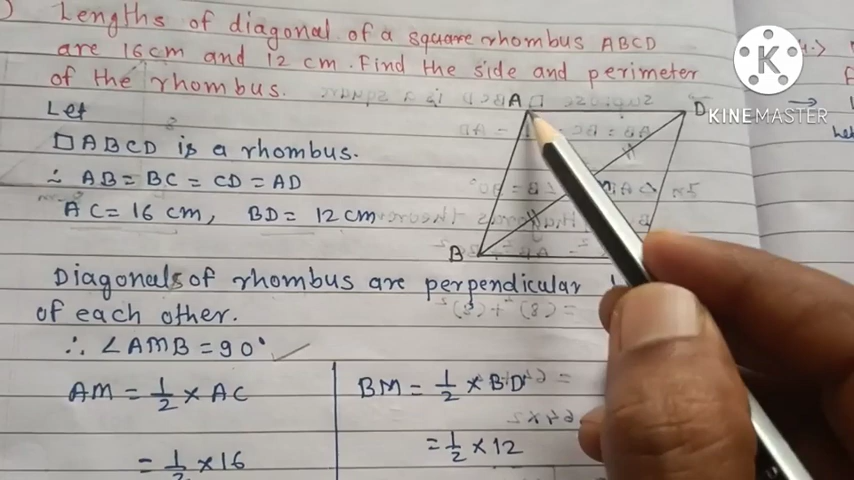 Lengths of diagonal of a square rhombus ABCD
are 16cm and 12 cm. Find the side and perimeter
of the rhombus.
Let
□ABCD is a rhombus.
∴ AB = BC = CD = AD
AC = 16 cm, BD = 12 cm
Diagonals of rhombus are perpendicular
of each other.
∴ ∠AMB = 90°
AM = 1/2 × AC
= 1/2 × 16
BM = 1/2 × BD
= 1/2 × 12
A
D
B
K
KINEMASTER